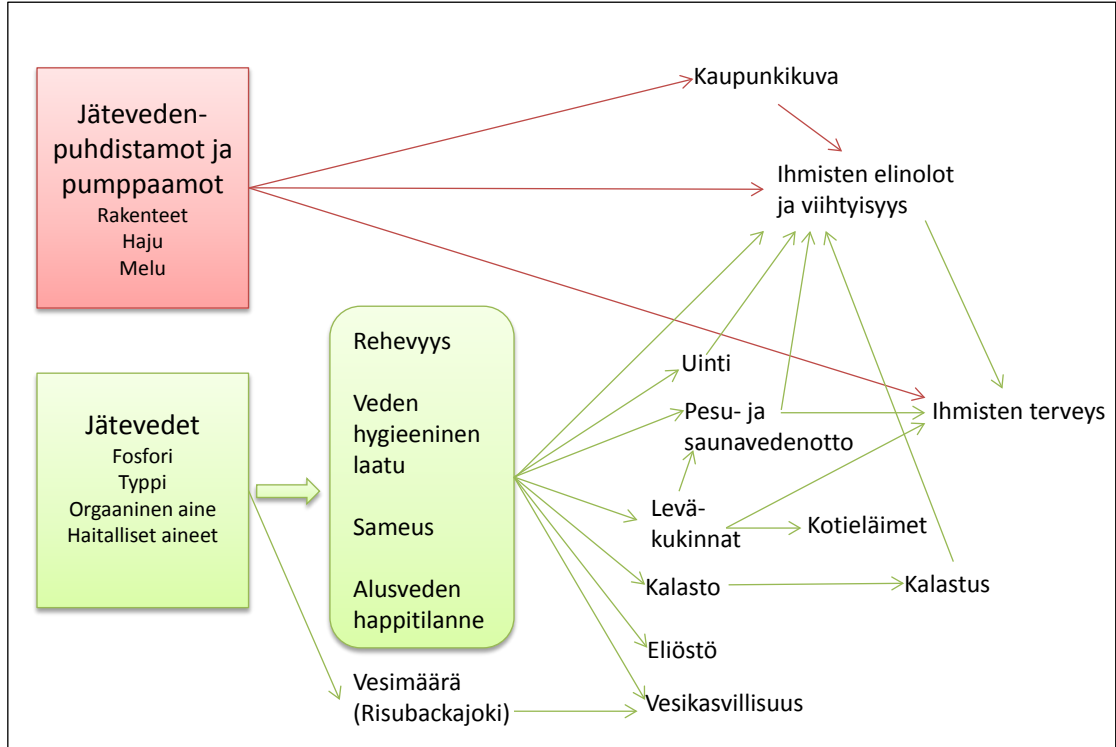 Jäteveden-
puhdistamot ja
pumppaamot
Rakenteet
Haju
Melu
Jätevedet
Fosfori
Typpi
Orgaaninen aine
Haitalliset aineet
Rehevyys
Veden
hygieeninen
laatu
Sameus
Alusveden
happitilanne
Vesimäärä
(Risubackajoki)
Kaupunkikuva
Ihmisten elinolot
ja viihtyisyys
Uinti
Pesu- ja
saunavedenotto
Levä-
kukinnat
Kalasto
Eliöstö
Vesikasvillisuus
Ihmisten terveys
Kotieläimet
Kalastus